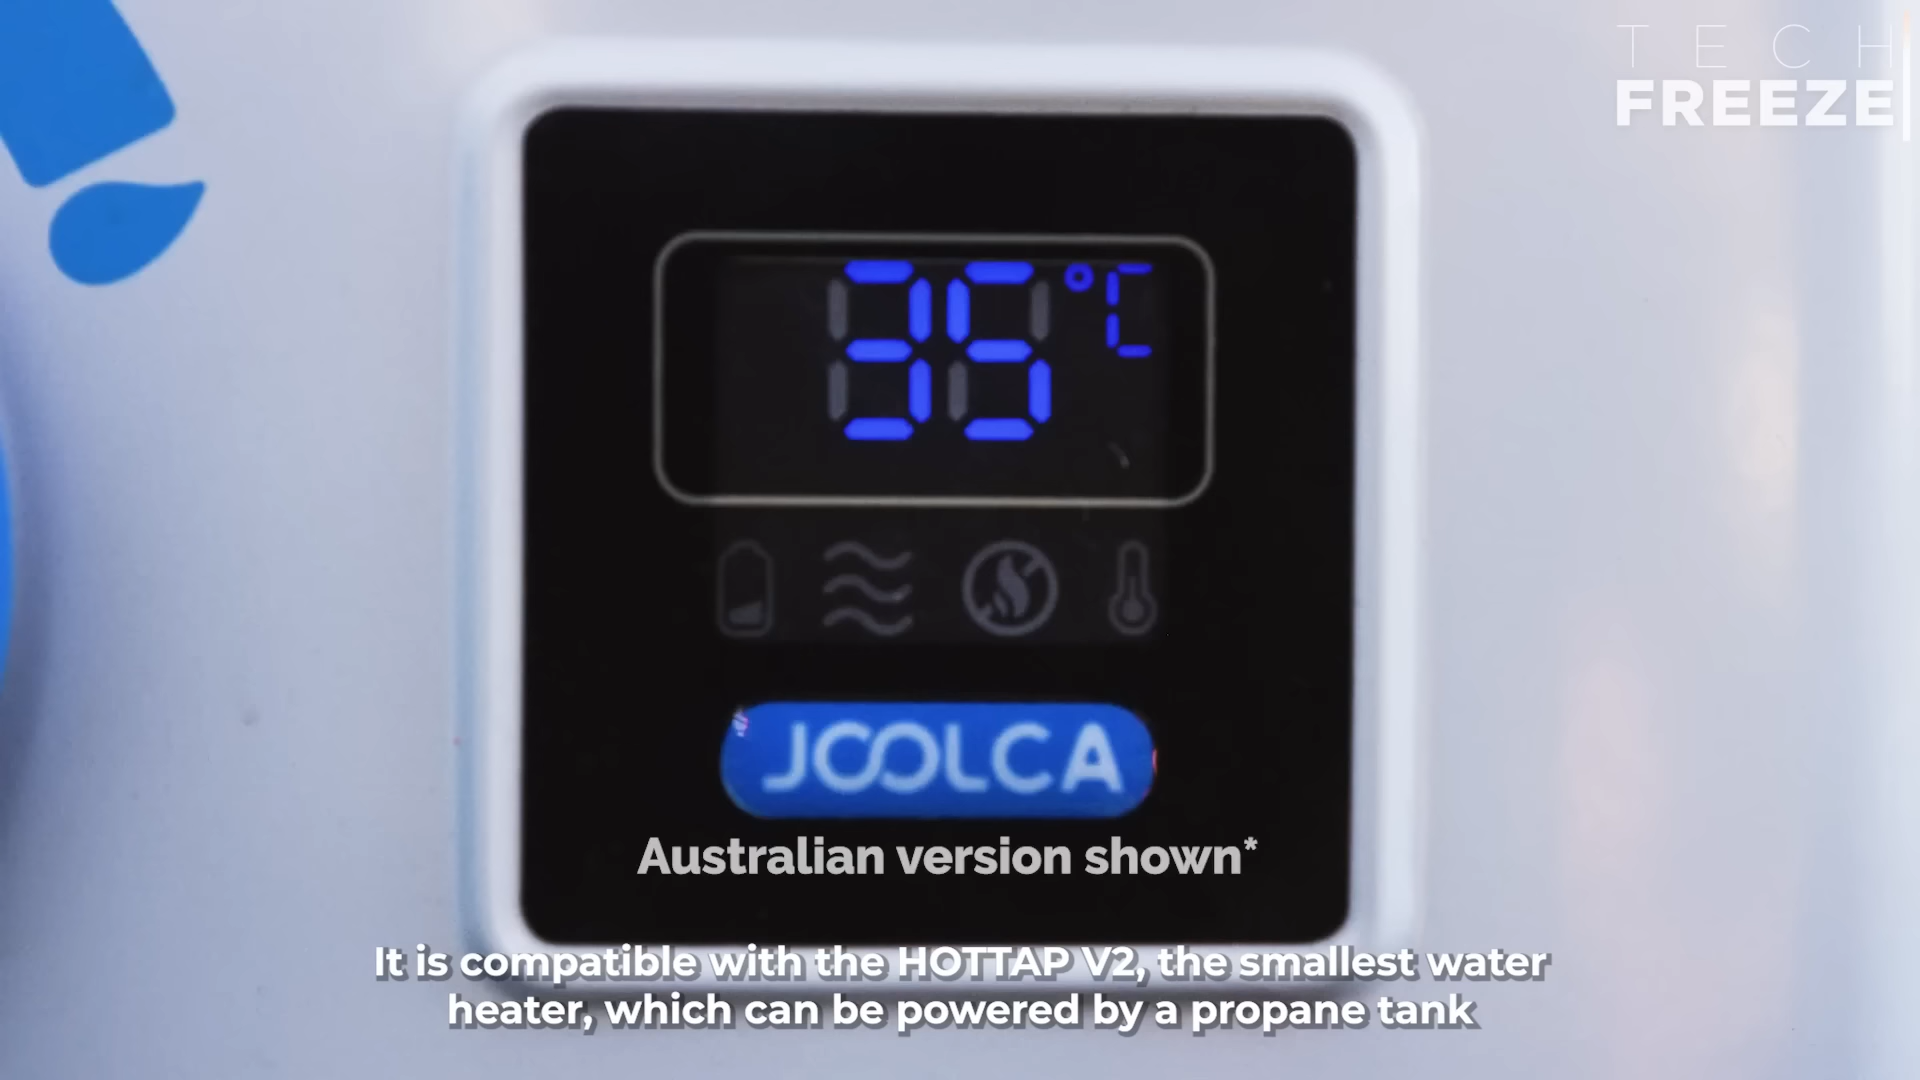 TECH
FREEZE
35°C
JOOLCA
Australian version shown*
It is compatible with the HOTTAP V2, the smallest water
heater, which can be powered by a propane tank